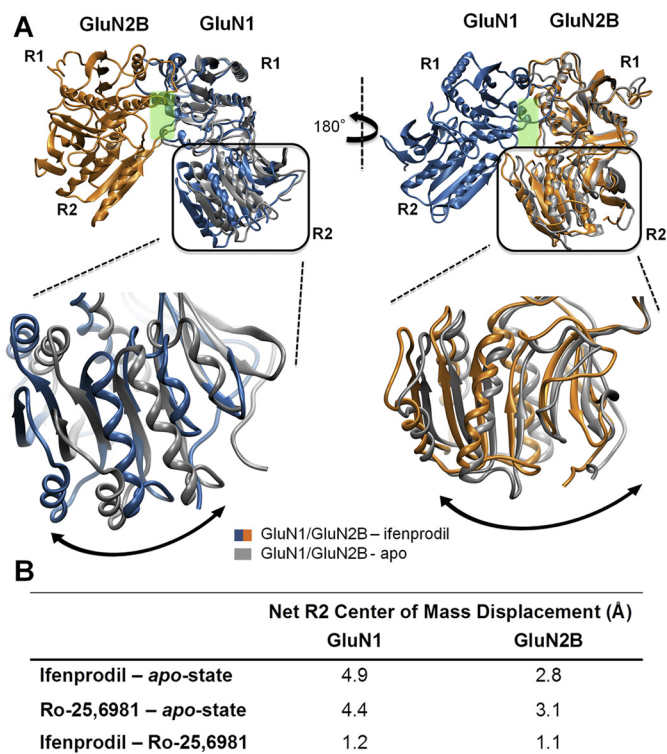 A
GluN2B GluN1
R1 R1
R2
R2
180°
GluN1 GluN2B
R1
R1
R2
R2
GluN1/GluN2B – ifenprodil
GluN1/GluN2B - apo
B
Net R2 Center of Mass Displacement (Å)
GluN1 GluN2B
Ifenprodil – apo-state 4.9 2.8
Ro-25,6981 – apo-state 4.4 3.1
Ifenprodil – Ro-25,6981 1.2 1.1